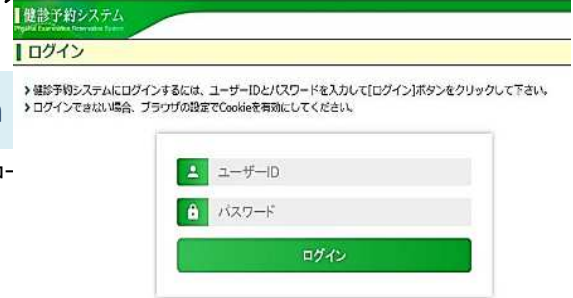 健診予約システム
Physical Examination Reservation System
ログイン
健診予約システムにログインするには、ユーザーIDとパスワードを入力して[ログイン]ボタンをクリックして下さい。
ログインできない場合、ブラウザの設定でCookieを有効にしてください。
ユーザーID
パスワード
ログイン